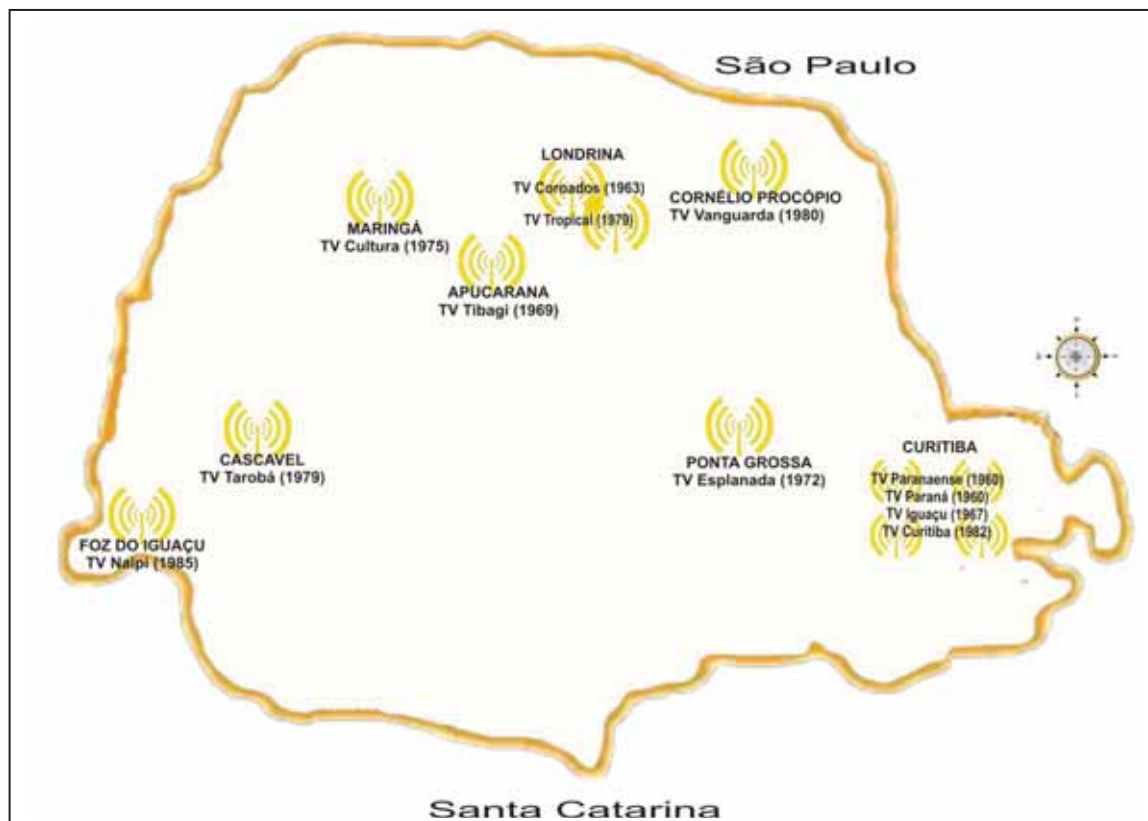 São Paulo
LONDRINA
TV Coroados (1963)
TV Tropical (1979)
CORNÉLIO PROCÓPIO
TV Vanguarda (1980)
MARINGÁ
TV Cultura (1975)
APUCARANA
TV Tibagi (1969)
CASCAVEL
TV Tarobá (1979)
PONTA GROSSA
TV Esplanada (1972)
CURITIBA
TV Paranaense (1960)
TV Paraná (1960)
TV Iguaçu (1967)
TV Curitiba (1982)
FOZ DO IGUAÇU
TV Naipi (1985)
Santa Catarina